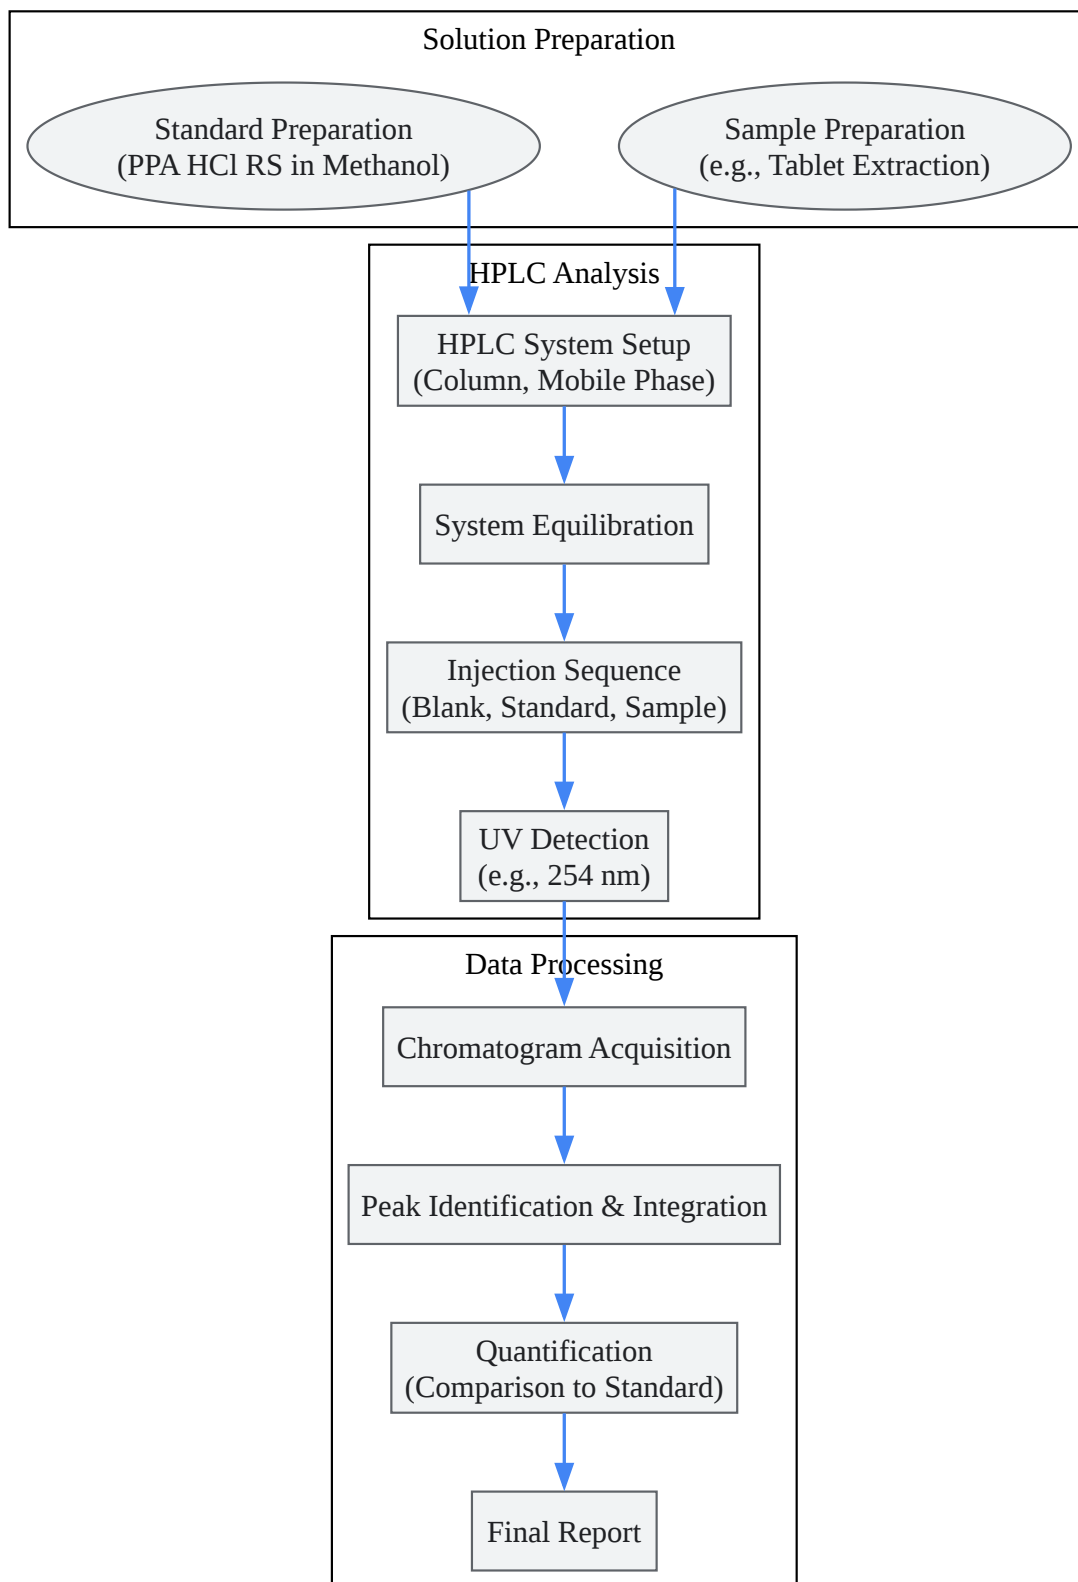 Solution Preparation
Standard Preparation
(PPA HCl RS in Methanol)
Sample Preparation
(e.g., Tablet Extraction)
HPLC Analysis
HPLC System Setup
(Column, Mobile Phase)
System Equilibration
Injection Sequence
(Blank, Standard, Sample)
UV Detection
(e.g., 254 nm)
Data Processing
Chromatogram Acquisition
Peak Identification & Integration
Quantification
(Comparison to Standard)
Final Report